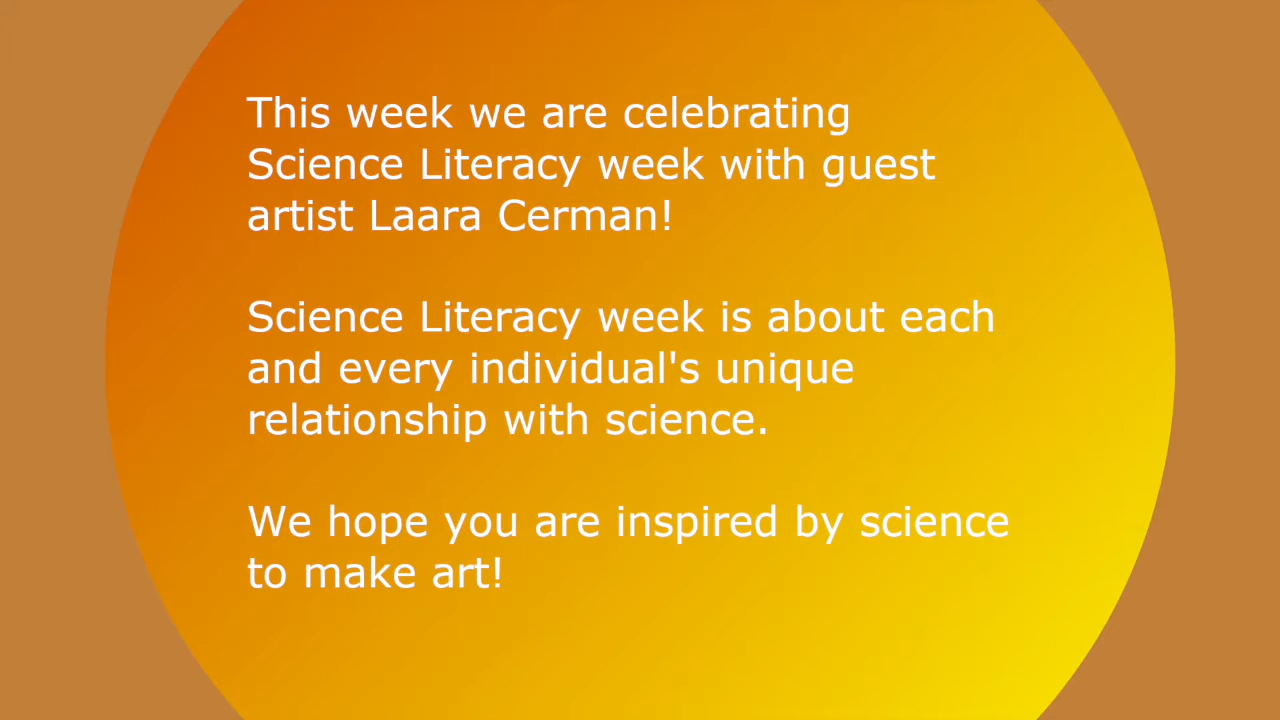 This week we are celebrating
Science Literacy week with guest
artist Laara Cerman!
Science Literacy week is about each
and every individual's unique
relationship with science.
We hope you are inspired by science
to make art!